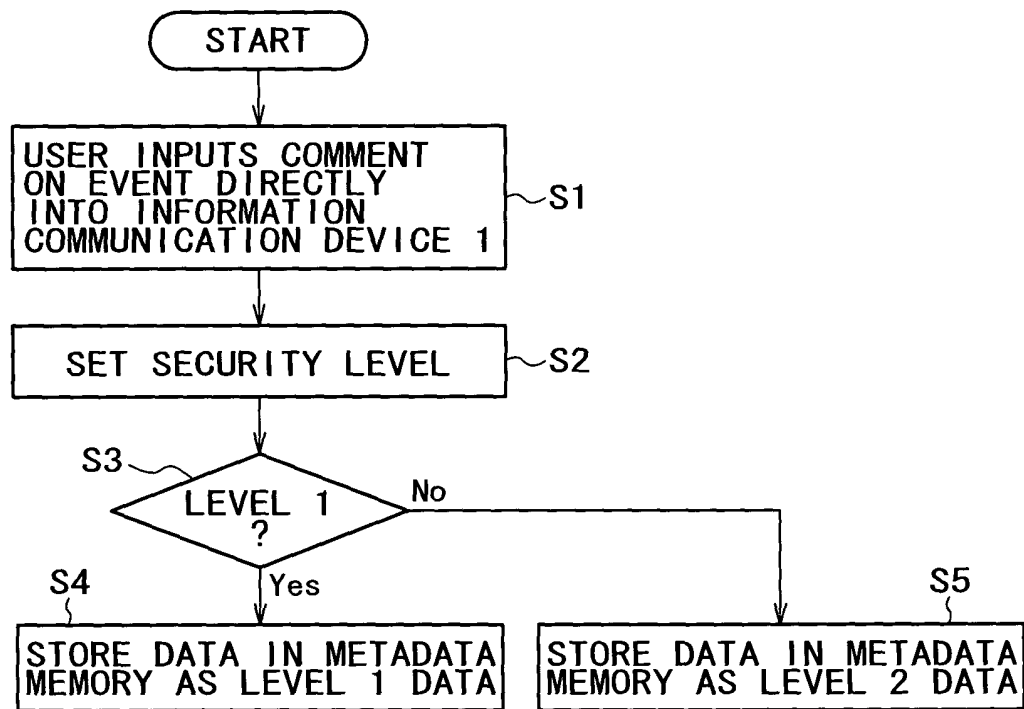 START
USER INPUTS COMMENT
ON EVENT DIRECTLY
INTO INFORMATION
COMMUNICATION DEVICE 1
S1
SET SECURITY LEVEL
S2
S3
LEVEL 1
?
No
Yes
S4
STORE DATA IN METADATA
MEMORY AS LEVEL 1 DATA
S5
STORE DATA IN METADATA
MEMORY AS LEVEL 2 DATA